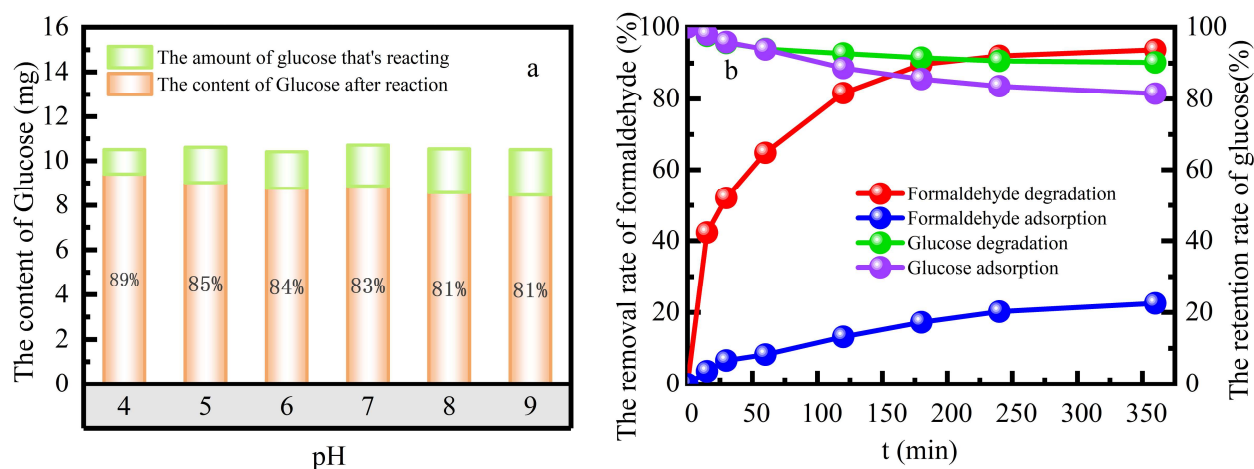 The content of Glucose (mg)
16
14
12
10
8
6
4
2
0
The amount of glucose that's reacting
The content of Glucose after reaction
a
89%
85%
84%
83%
81%
81%
4 5 6 7 8 9
pH
The removal rate of formaldehyde (%)
100
80
60
40
20
0
b
Formaldehyde degradation
Formaldehyde adsorption
Glucose degradation
Glucose adsorption
100
80
60
40
20
0
The retention rate of glucose(%)
0 50 100 150 200 250 300 350
t (min)